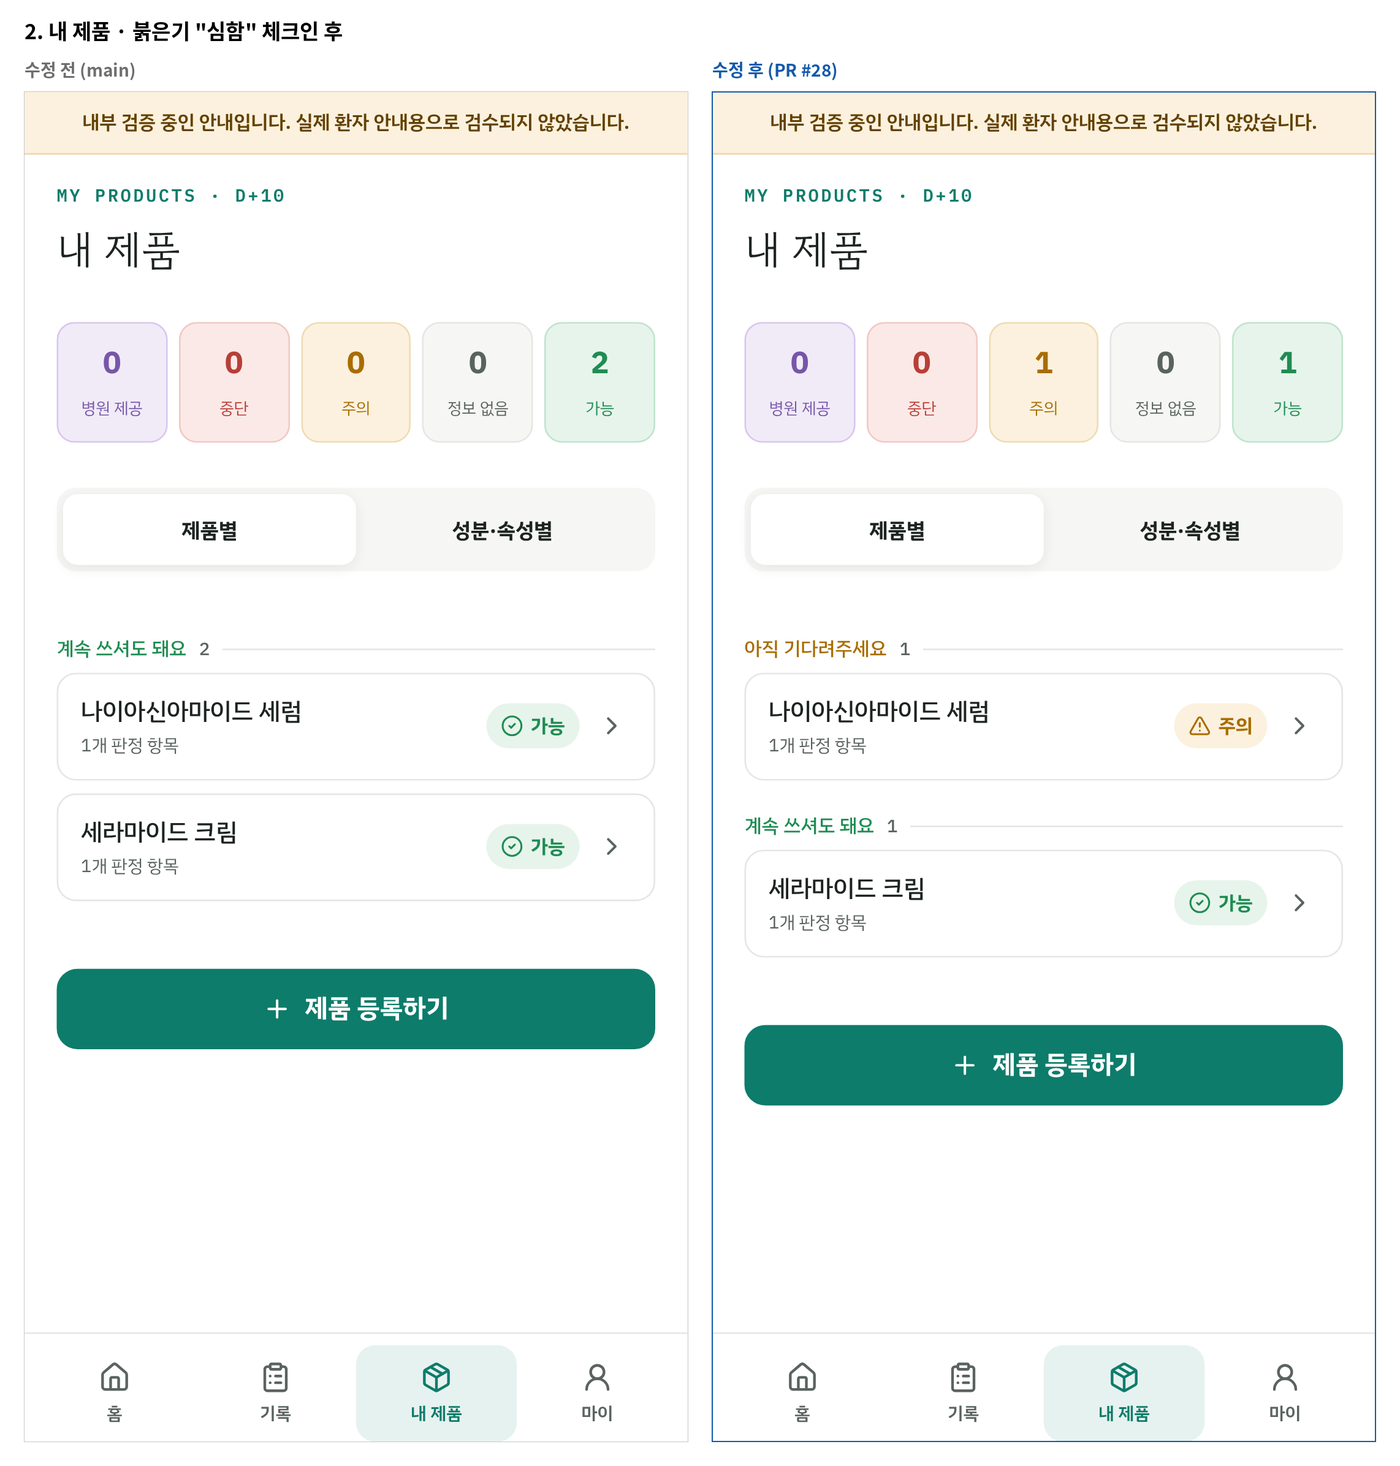 2. 내 제품 · 붉은기 "심함" 체크인 후
수정 전 (main)
내부 검증 중인 안내입니다. 실제 환자 안내용으로 검수되지 않았습니다.
MY PRODUCTS · D+10
내 제품
0 병원 제공
0 중단
0 주의
0 정보 없음
2 가능
제품별
성분·속성별
계속 쓰셔도 돼요 2
나이아신아마이드 세럼
1개 판정 항목
가능
세라마이드 크림
1개 판정 항목
가능
+ 제품 등록하기
홈
기록
내 제품
마이
수정 후 (PR #28)
내부 검증 중인 안내입니다. 실제 환자 안내용으로 검수되지 않았습니다.
MY PRODUCTS · D+10
내 제품
0 병원 제공
0 중단
1 주의
0 정보 없음
1 가능
제품별
성분·속성별
아직 기다려주세요 1
나이아신아마이드 세럼
1개 판정 항목
주의
계속 쓰셔도 돼요 1
세라마이드 크림
1개 판정 항목
가능
+ 제품 등록하기
홈
기록
내 제품
마이